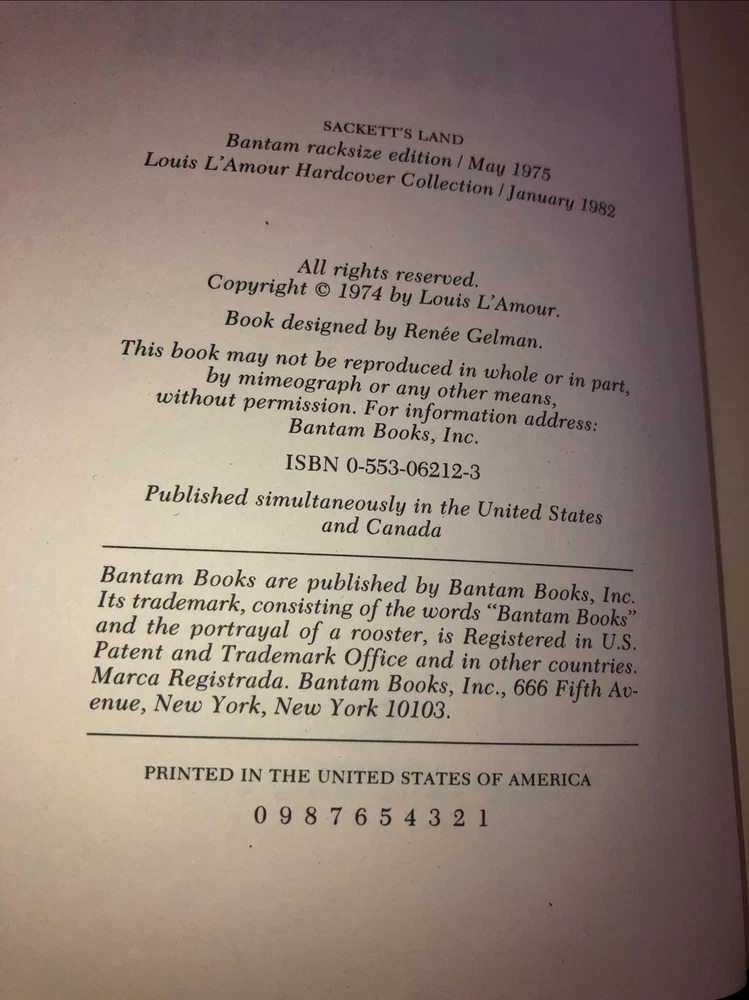 SACKETT'S LAND
Bantam racksize edition / May 1975
Louis L'Amour Hardcover Collection / January 1982
All rights reserved.
Copyright © 1974 by Louis L'Amour.
Book designed by Renée Gelman.
This book may not be reproduced in whole or in part,
by mimeograph or any other means,
without permission. For information address:
Bantam Books, Inc.
ISBN 0-553-06212-3
Published simultaneously in the United States
and Canada
Bantam Books are published by Bantam Books, Inc.
Its trademark, consisting of the words "Bantam Books"
and the portrayal of a rooster, is Registered in U.S.
Patent and Trademark Office and in other countries.
Marca Registrada. Bantam Books, Inc., 666 Fifth Av-
enue, New York, New York 10103.
PRINTED IN THE UNITED STATES OF AMERICA
0 9 8 7 6 5 4 3 2 1